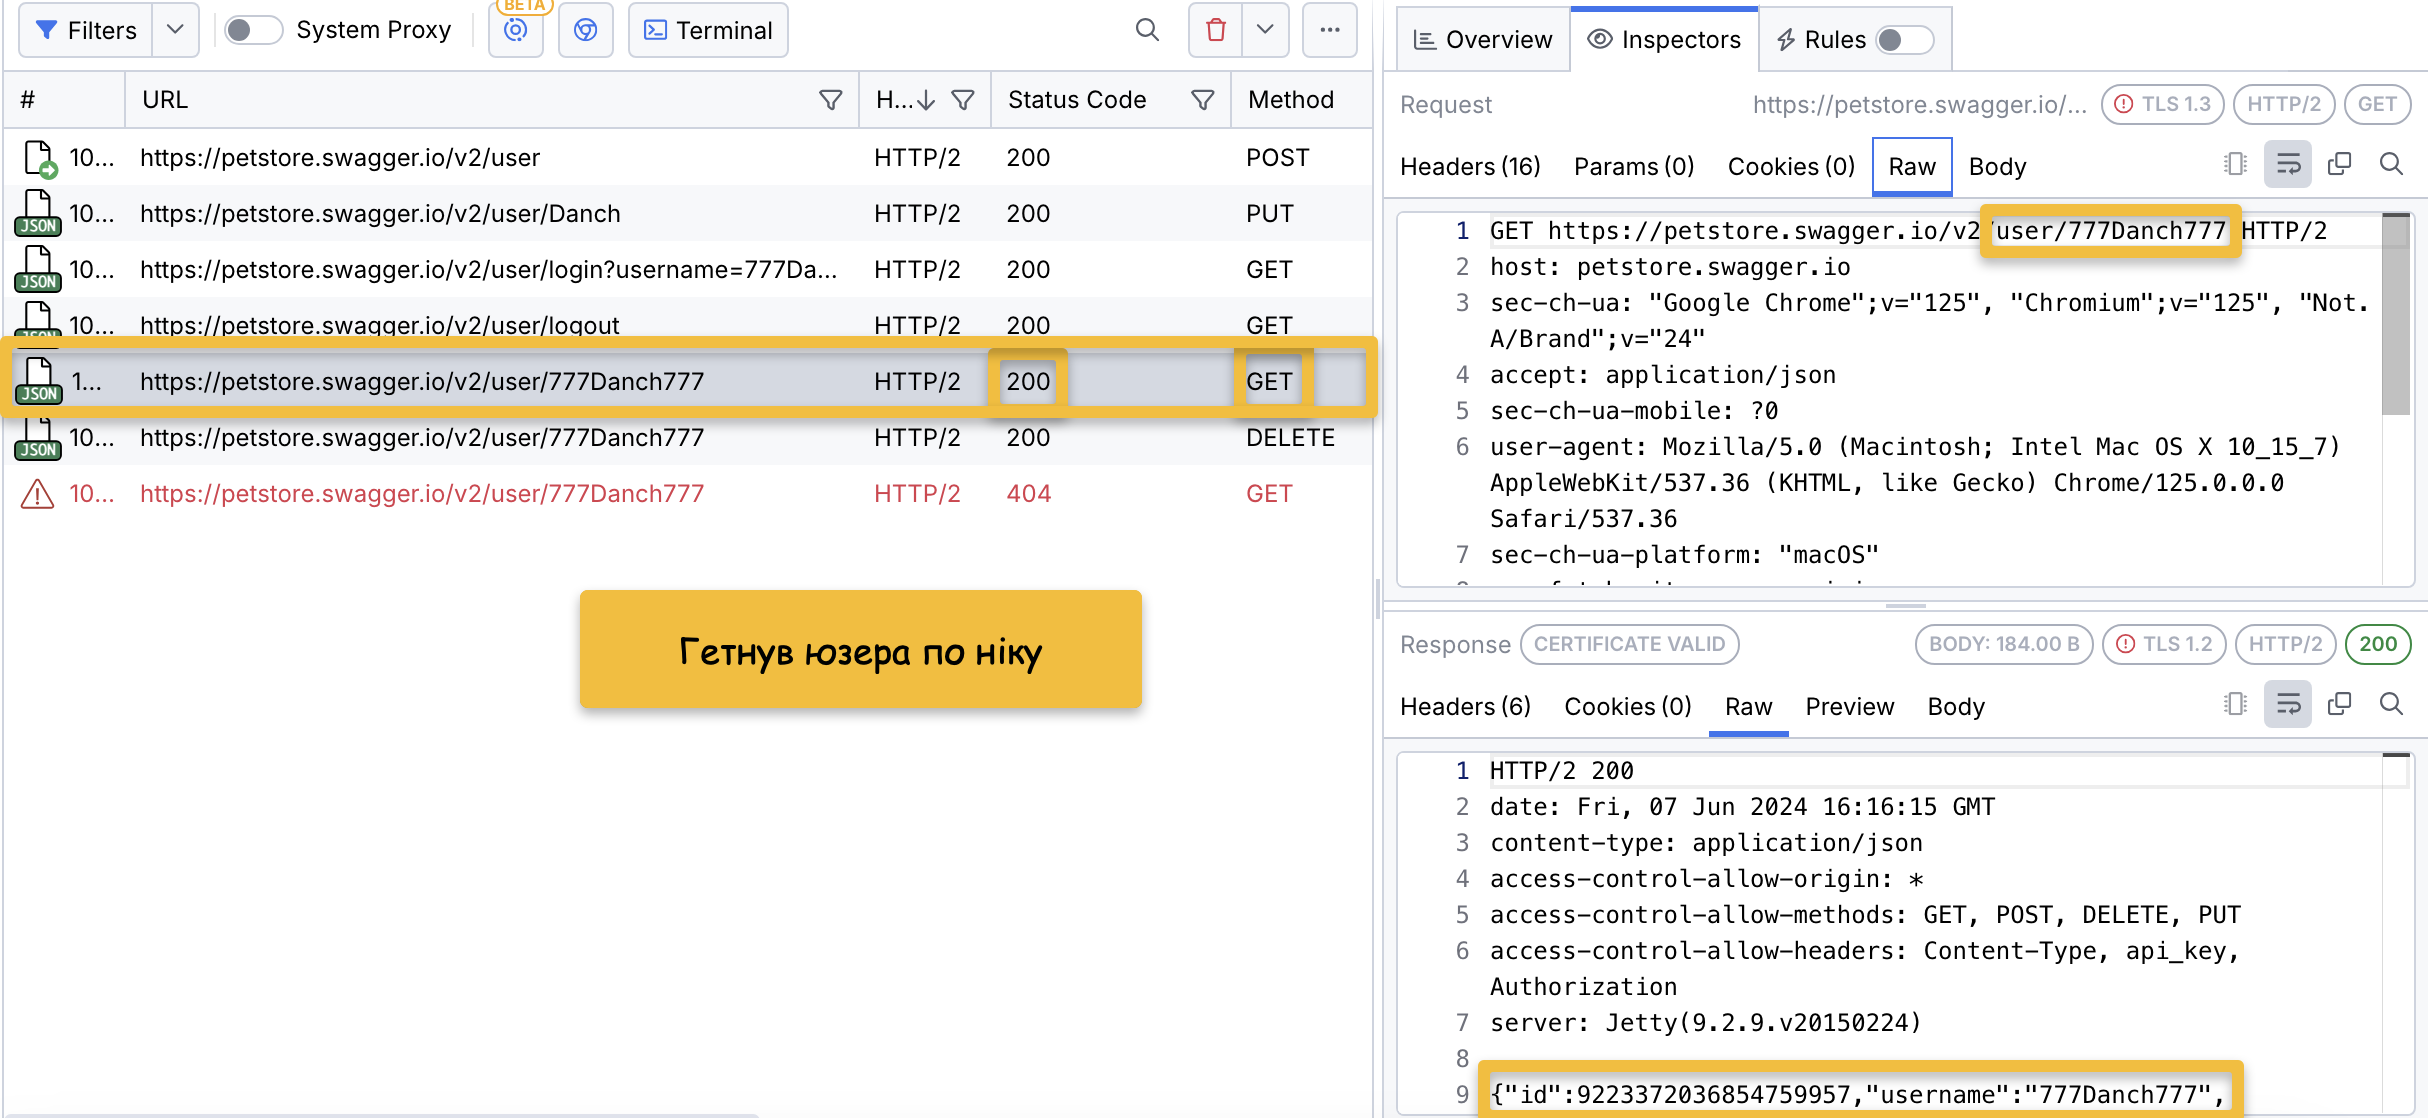 BETA
Filters
System Proxy
Terminal
# URL H... Status Code Method
10... https://petstore.swagger.io/v2/user HTTP/2 200 POST
JSON 10... https://petstore.swagger.io/v2/user/Danch HTTP/2 200 PUT
JSON 10... https://petstore.swagger.io/v2/user/login?username=777Da... HTTP/2 200 GET
JSON 10... https://petstore.swagger.io/v2/user/logout HTTP/2 200 GET
JSON 1... https://petstore.swagger.io/v2/user/777Danch777 HTTP/2 200 GET
JSON 10... https://petstore.swagger.io/v2/user/777Danch777 HTTP/2 200 DELETE
10... https://petstore.swagger.io/v2/user/777Danch777 HTTP/2 404 GET
Гетнув юзера по ніку
Overview Inspectors Rules
Request https://petstore.swagger.io/... TLS 1.3 HTTP/2 GET
Headers (16) Params (0) Cookies (0) Raw Body
1 GET https://petstore.swagger.io/v2/user/777Danch777 HTTP/2
2 host: petstore.swagger.io
3 sec-ch-ua: "Google Chrome";v="125", "Chromium";v="125", "Not.
A/Brand";v="24"
4 accept: application/json
5 sec-ch-ua-mobile: ?0
6 user-agent: Mozilla/5.0 (Macintosh; Intel Mac OS X 10_15_7)
AppleWebKit/537.36 (KHTML, like Gecko) Chrome/125.0.0.0
Safari/537.36
7 sec-ch-ua-platform: "macOS"
Response CERTIFICATE VALID BODY: 184.00 B TLS 1.2 HTTP/2 200
Headers (6) Cookies (0) Raw Preview Body
1 HTTP/2 200
2 date: Fri, 07 Jun 2024 16:16:15 GMT
3 content-type: application/json
4 access-control-allow-origin: *
5 access-control-allow-methods: GET, POST, DELETE, PUT
6 access-control-allow-headers: Content-Type, api_key,
Authorization
7 server: Jetty(9.2.9.v20150224)
8
9 {"id":9223372036854759957,"username":"777Danch777",